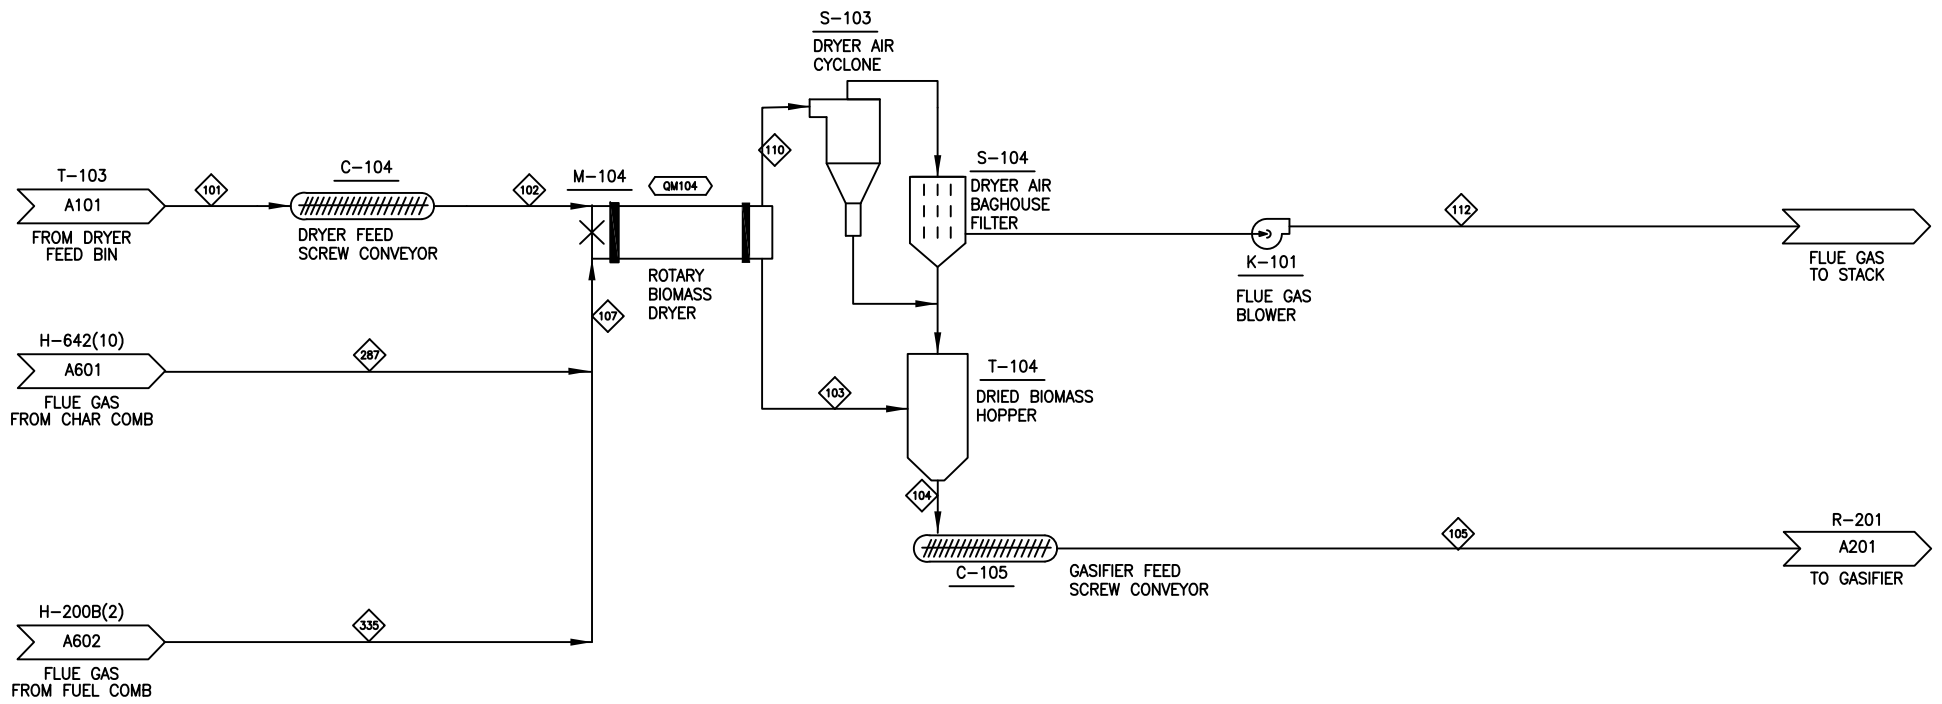 S-103
DRYER AIR
CYCLONE
110
T-103
A101
FROM DRYER
FEED BIN
101
C-104
DRYER FEED
SCREW CONVEYOR
102
M-104
QM104
ROTARY
BIOMASS
DRYER
S-104
DRYER AIR
BAGHOUSE
FILTER
K-101
FLUE GAS
BLOWER
112
FLUE GAS
TO STACK
107
H-642(10)
A601
FLUE GAS
FROM CHAR COMB
287
103
T-104
DRIED BIOMASS
HOPPER
104
C-105
GASIFIER FEED
SCREW CONVEYOR
105
R-201
A201
TO GASIFIER
H-200B(2)
A602
FLUE GAS
FROM FUEL COMB
335